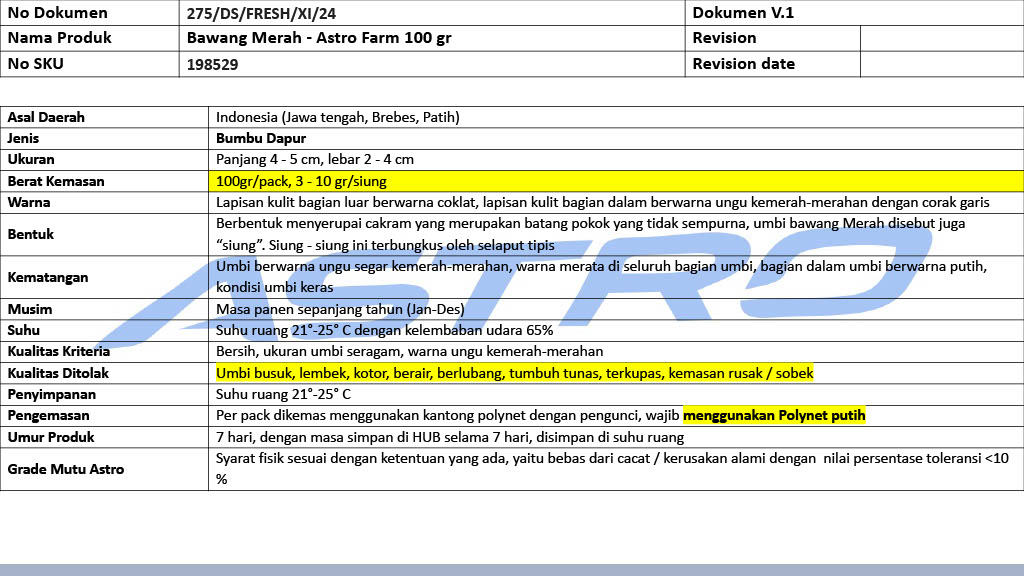 No Dokumen 275/DS/FRESH/XI/24 Dokumen V.1
Nama Produk Bawang Merah - Astro Farm 100 gr Revision
No SKU 198529 Revision date
Asal Daerah Indonesia (Jawa tengah, Brebes, Patih)
Jenis Bumbu Dapur
Ukuran Panjang 4 - 5 cm, lebar 2 - 4 cm
Berat Kemasan 100gr/pack, 3 - 10 gr/siung
Warna Lapisan kulit bagian luar berwarna coklat, lapisan kulit bagian dalam berwarna ungu kemerah-merahan dengan corak garis
Bentuk Berbentuk menyerupai cakram yang merupakan batang pokok yang tidak sempurna, umbi bawang Merah disebut juga
“siung”. Siung - siung ini terbungkus oleh selaput tipis
Kematangan Umbi berwarna ungu segar kemerah-merahan, warna merata di seluruh bagian umbi, bagian dalam umbi berwarna putih,
kondisi umbi keras
Musim Masa panen sepanjang tahun (Jan-Des)
Suhu Suhu ruang 21°-25° C dengan kelembaban udara 65%
Kualitas Kriteria Bersih, ukuran umbi seragam, warna ungu kemerah-merahan
Kualitas Ditolak Umbi busuk, lembek, kotor, berair, berlubang, tumbuh tunas, terkupas, kemasan rusak / sobek
Penyimpanan Suhu ruang 21°-25° C
Pengemasan Per pack dikemas menggunakan kantong polynet dengan pengunci, wajib menggunakan Polynet putih
Umur Produk 7 hari, dengan masa simpan di HUB selama 7 hari, disimpan di suhu ruang
Grade Mutu Astro Syarat fisik sesuai dengan ketentuan yang ada, yaitu bebas dari cacat / kerusakan alami dengan  nilai persentase toleransi <10
%
ASTRO